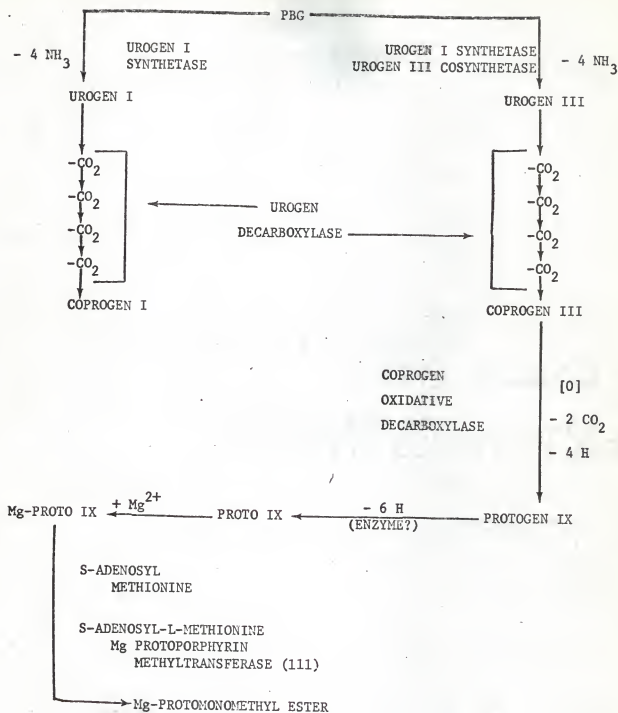 PBG
- 4 NH3
UROGEN I
SYNTHETASE
UROGEN I SYNTHETASE
UROGEN III COSYNTHETASE
- 4 NH3
UROGEN I
UROGEN III
-CO2
-CO2
-CO2
-CO2
-CO2
-CO2
-CO2
-CO2
UROGEN
DECARBOXYLASE
COPROGEN I
COPROGEN III
COPROGEN
OXIDATIVE
DECARBOXYLASE
[O]
- 2 CO2
- 4 H
Mg-PROTO IX
+ Mg2+
PROTO IX
- 6 H
(ENZYME?)
PROTOGEN IX
S-ADENOSYL
METHIONINE
S-ADENOSYL-L-METHIONINE
Mg PROTOPORPHYRIN
METHYLTRANSFERASE (111)
Mg-PROTOMONOMETHYL ESTER